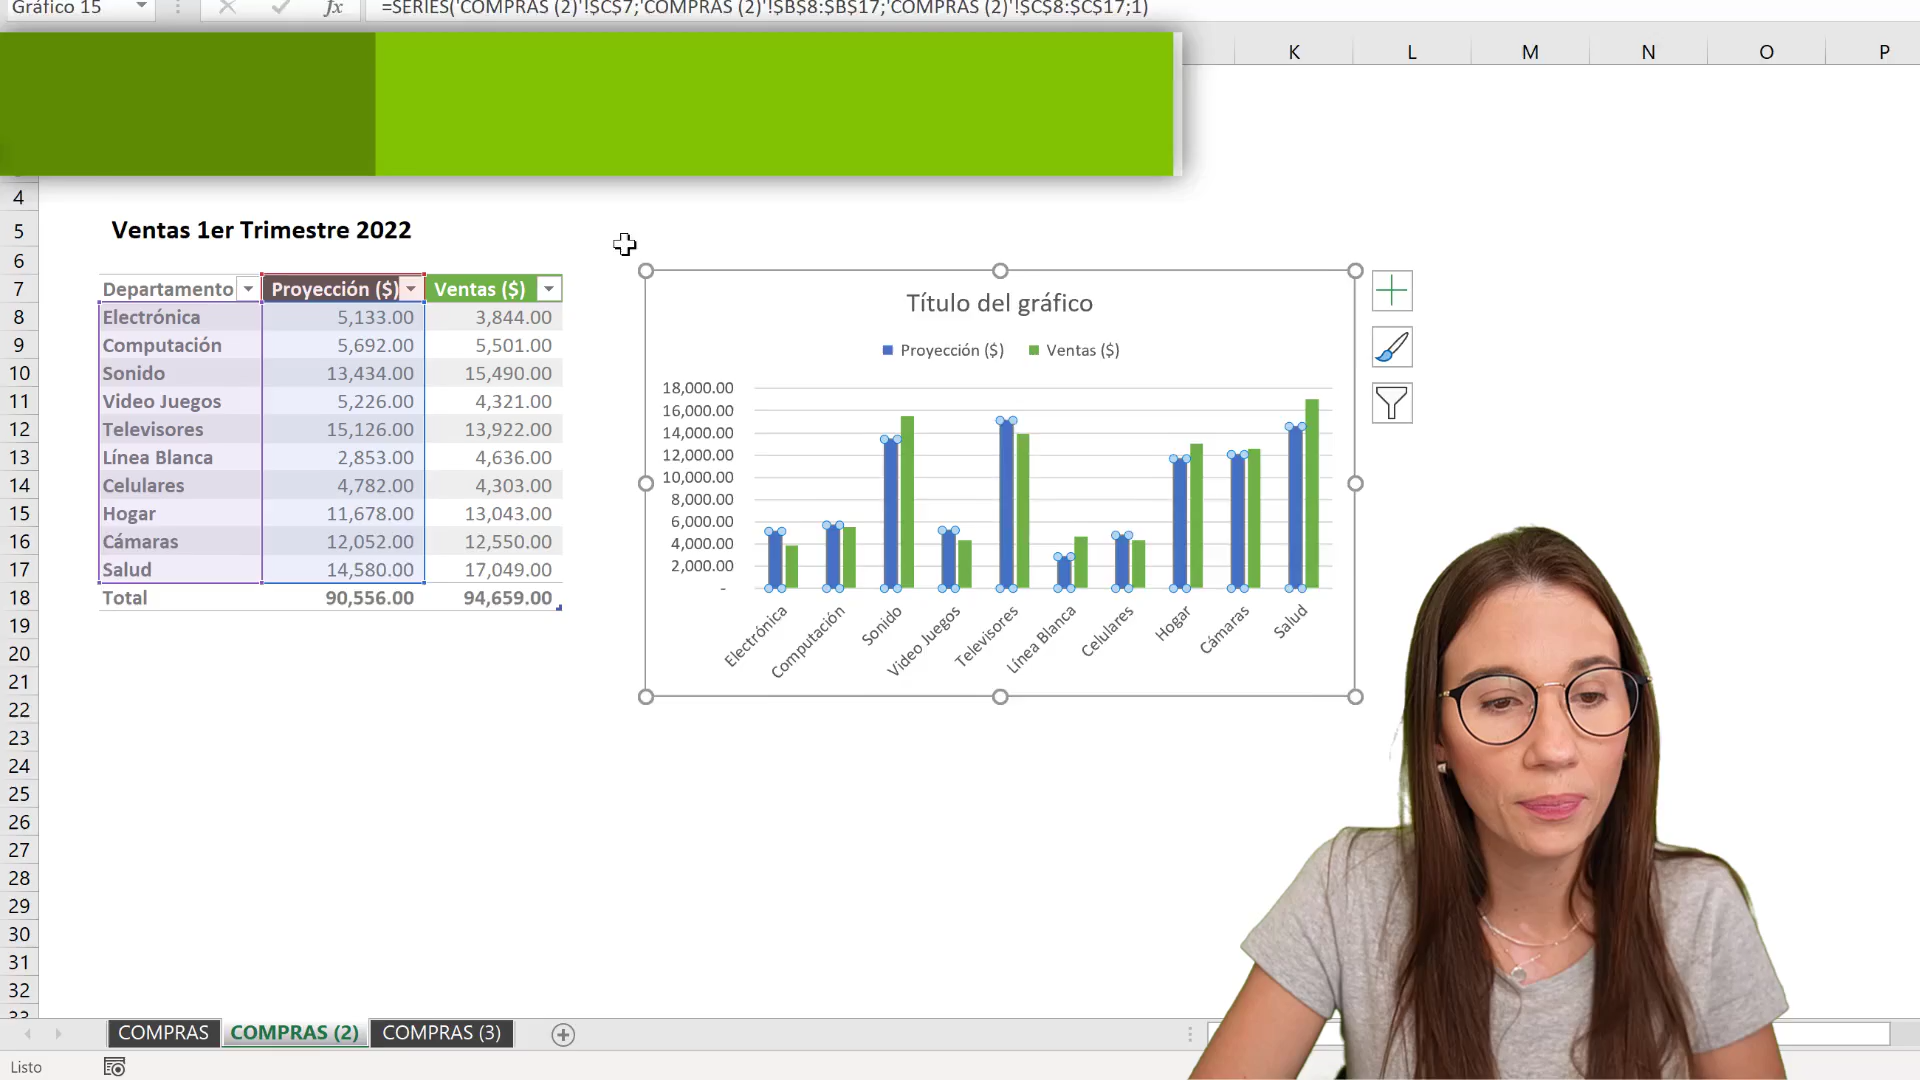 Gráfico 15 fx =SERIES('COMPRAS (2)'!$C$7;'COMPRAS (2)'!$B$8:$B$17;'COMPRAS (2)'!$C$8:$C$17;1)
K L M N O P
4
5 Ventas 1er Trimestre 2022
6
7 Departamento Proyección ($) Ventas ($)
8 Electrónica 5,133.00 3,844.00
9 Computación 5,692.00 5,501.00
10 Sonido 13,434.00 15,490.00
11 Video Juegos 5,226.00 4,321.00
12 Televisores 15,126.00 13,922.00
13 Línea Blanca 2,853.00 4,636.00
14 Celulares 4,782.00 4,303.00
15 Hogar 11,678.00 13,043.00
16 Cámaras 12,052.00 12,550.00
17 Salud 14,580.00 17,049.00
18 Total 90,556.00 94,659.00
19
20
21
22
23
24
25
26
27
28
29
30
31
32
Título del gráfico
Proyección ($) Ventas ($)
18,000.00
16,000.00
14,000.00
12,000.00
10,000.00
8,000.00
6,000.00
4,000.00
2,000.00
-
Electrónica Computación Sonido Video Juegos Televisores Línea Blanca Celulares Hogar Cámaras Salud
COMPRAS COMPRAS (2) COMPRAS (3)
Listo